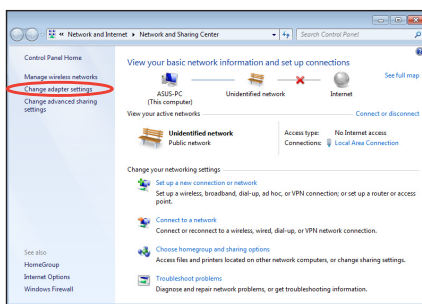 « Network and Internet ▸ Network and Sharing Center
Search Control Panel
Control Panel Home
Manage wireless networks
Change adapter settings
Change advanced sharing
settings
See also
HomeGroup
Internet Options
Windows Firewall
View your basic network information and set up connections
See full map
ASUS-PC
(This computer)
Unidentified network
Internet
View your active networks
Connect or disconnect
Unidentified network
Public network
Access type: No Internet access
Connections: Local Area Connection
Change your networking settings
Set up a new connection or network
Set up a wireless, broadband, dial-up, ad hoc, or VPN connection; or set up a router or access
point.
Connect to a network
Connect or reconnect to a wireless, wired, dial-up, or VPN network connection.
Choose homegroup and sharing options
Access files and printers located on other network computers, or change sharing settings.
Troubleshoot problems
Diagnose and repair network problems, or get troubleshooting information.